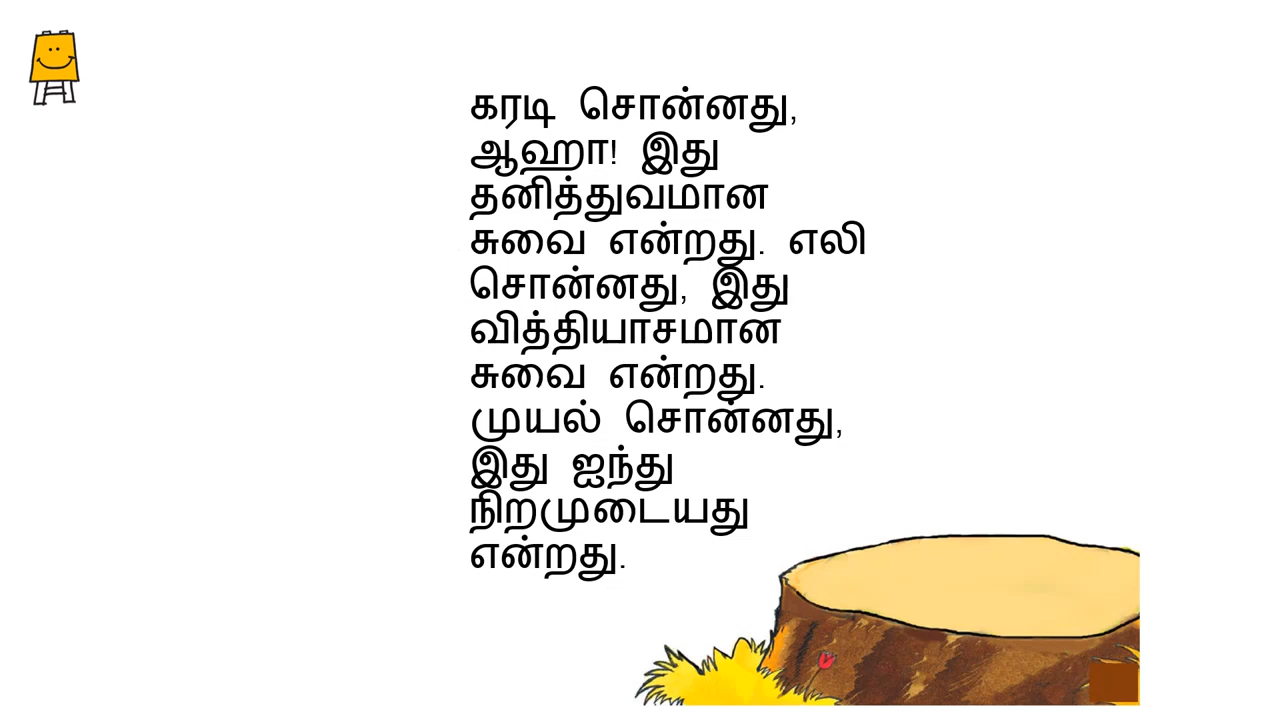 கரடி சொன்னது,
ஆஹா! இது
தனித்துவமான
சுவை என்றது. எலி
சொன்னது, இது
வித்தியாசமான
சுவை என்றது.
முயல் சொன்னது,
இது ஐந்து
நிறமுடையது
என்றது.